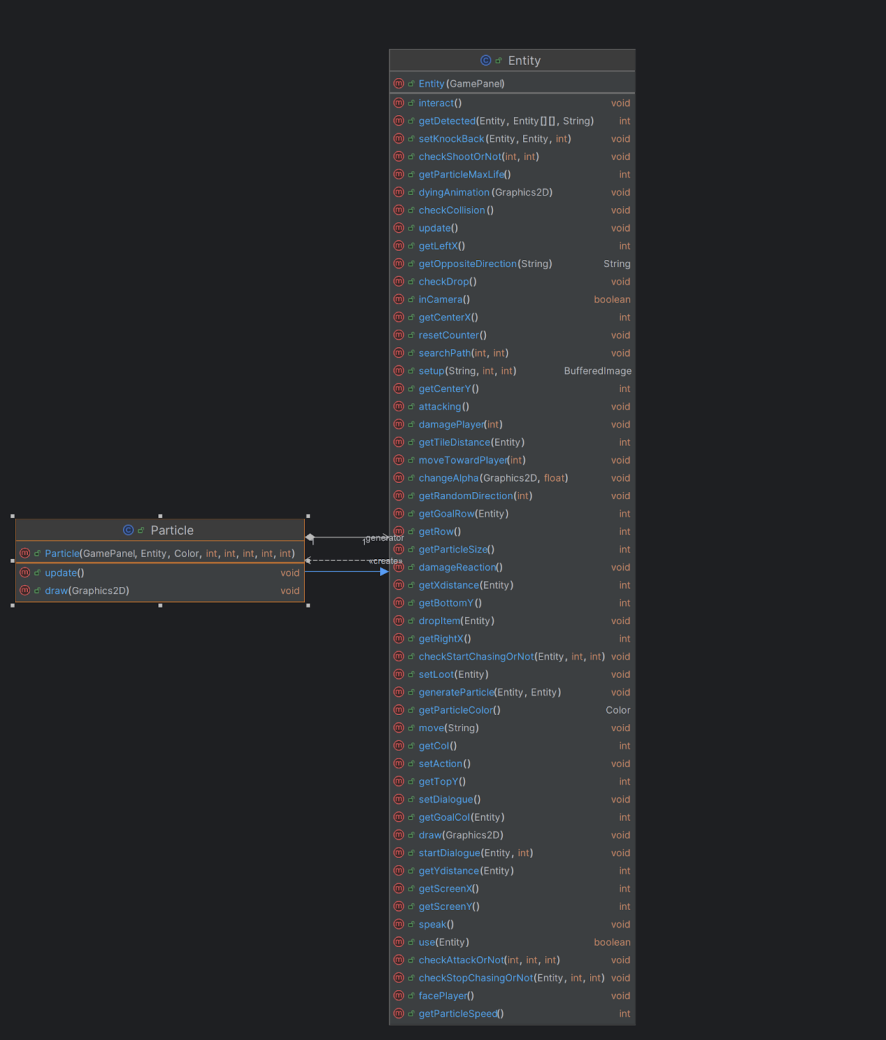 Entity
Entity(GamePanel)
interact() void
getDetected(Entity, Entity[][], String) int
setKnockBack(Entity, Entity, int) void
checkShootOrNot(int, int) void
getParticleMaxLife() int
dyingAnimation(Graphics2D) void
checkCollision() void
update() void
getLeftX() int
getOppositeDirection(String) String
checkDrop() void
inCamera() boolean
getCenterX() int
resetCounter() void
searchPath(int, int) void
setup(String, int, int) BufferedImage
getCenterY() int
attacking() void
damagePlayer(int) void
getTileDistance(Entity) int
moveTowardPlayer(int) void
changeAlpha(Graphics2D, float) void
getRandomDirection(int) void
getGoalRow(Entity) int
getRow() int
getParticleSize() int
damageReaction() void
getXdistance(Entity) int
getBottomY() int
dropItem(Entity) void
getRightX() int
checkStartChasingOrNot(Entity, int, int) void
setLoot(Entity) void
generateParticle(Entity, Entity) void
getParticleColor() Color
move(String) void
getCol() int
setAction() void
getTopY() int
setDialogue() void
getGoalCol(Entity) int
draw(Graphics2D) void
startDialogue(Entity, int) void
getYdistance(Entity) int
getScreenX() int
getScreenY() int
speak() void
use(Entity) boolean
checkAttackOrNot(int, int, int) void
checkStopChasingOrNot(Entity, int, int) void
facePlayer() void
getParticleSpeed() int
Particle
Particle(GamePanel, Entity, Color, int, int, int, int, int)
update() void
draw(Graphics2D) void
1
1
generator
«create»